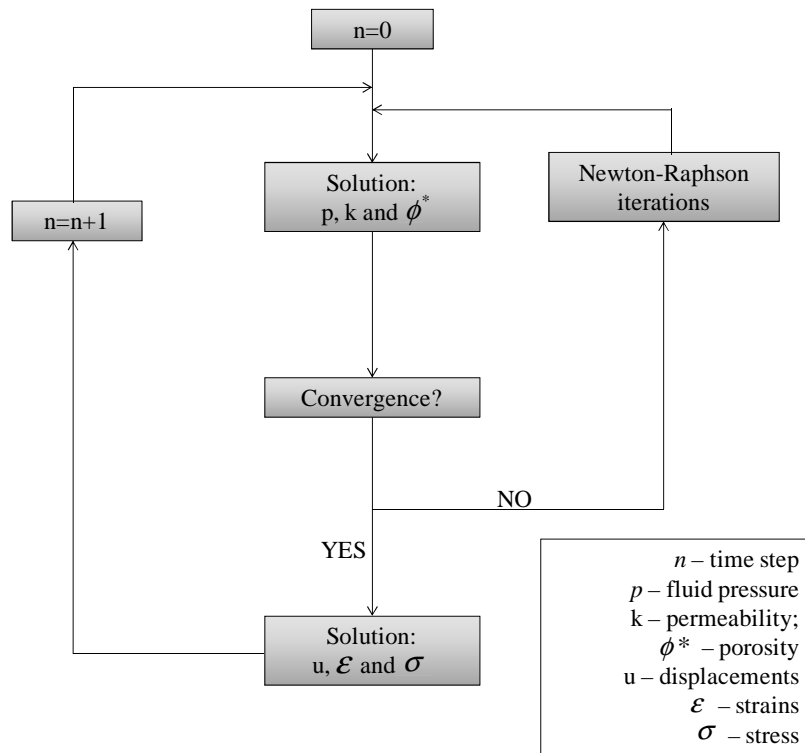 n=0
Solution:
p, k and ϕ*
Newton-Raphson
iterations
n=n+1
Convergence?
NO
YES
Solution:
u, ε and σ
n – time step
p – fluid pressure
k – permeability;
ϕ* – porosity
u – displacements
ε – strains
σ – stress